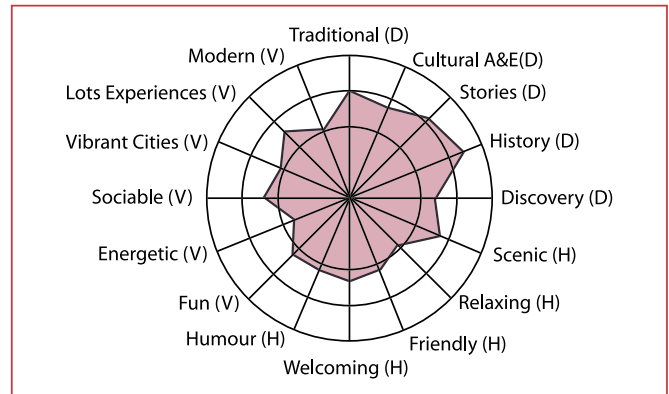 Traditional (D)
Cultural A&E(D)
Stories (D)
History (D)
Discovery (D)
Scenic (H)
Relaxing (H)
Friendly (H)
Welcoming (H)
Humour (H)
Fun (V)
Energetic (V)
Sociable (V)
Vibrant Cities (V)
Lots Experiences (V)
Modern (V)